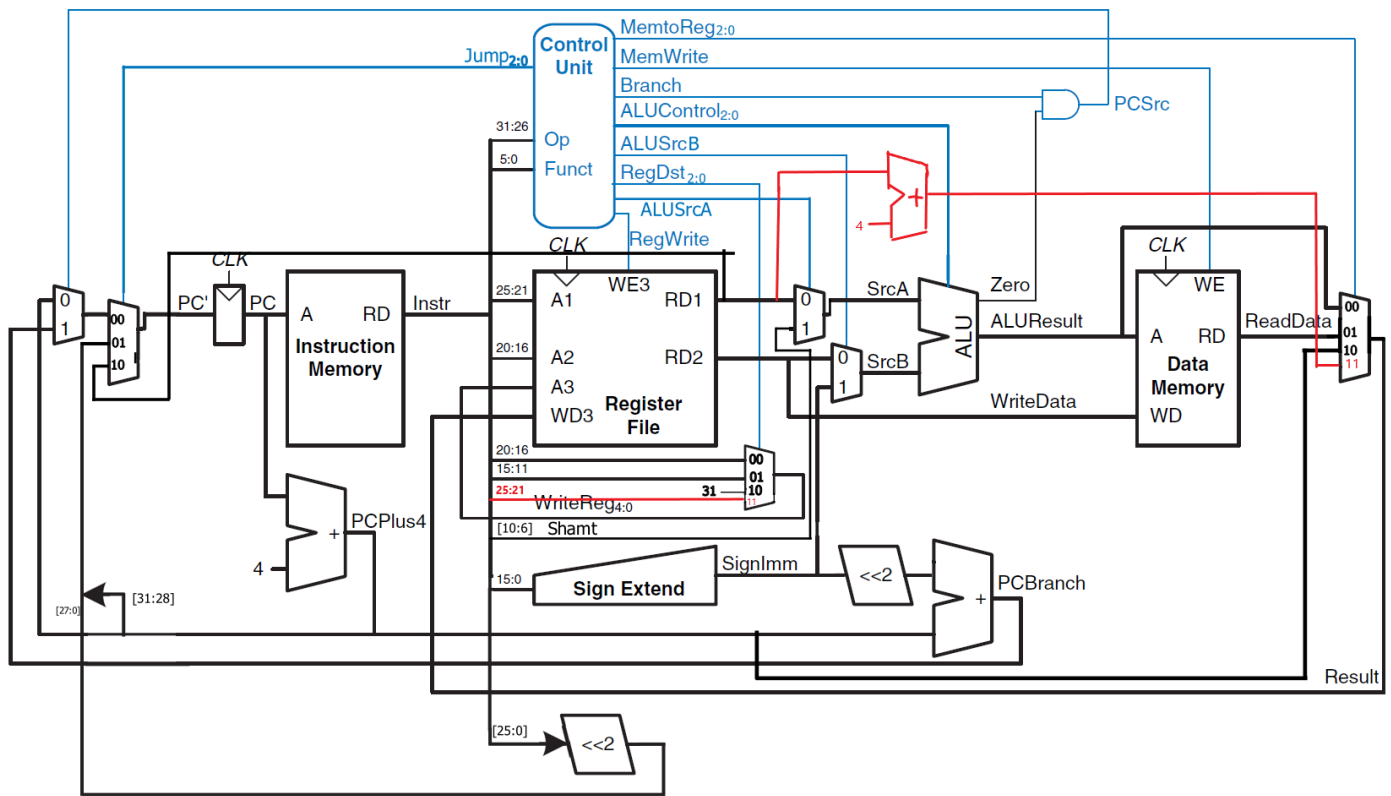 MemtoReg2:0
Control
Unit
Jump2:0
MemWrite
Branch
PCSrc
ALUControl2:0
31:26
Op
ALUSrcB
5:0
Funct
RegDst2:0
+
ALUSrcA
4
RegWrite
CLK
CLK
CLK
0
1
PC'
PC
00
01
10
A
RD
Instr
Instruction
Memory
25:21
A1
WE3
RD1
0
1
SrcA
Zero
WE
00
20:16
A2
RD2
0
1
SrcB
ALU
ALUResult
A
RD
ReadData
01
10
11
A3
WD3
Register
File
Data
Memory
WriteData
WD
20:16
00
15:11
01
31
10
25:21
WriteReg4:0
11
[10:6]
Shamt
PCPlus4
+
4
15:0
Sign Extend
SignImm
<<2
PCBranch
+
[27:0]
[31:28]
Result
[25:0]
<<2